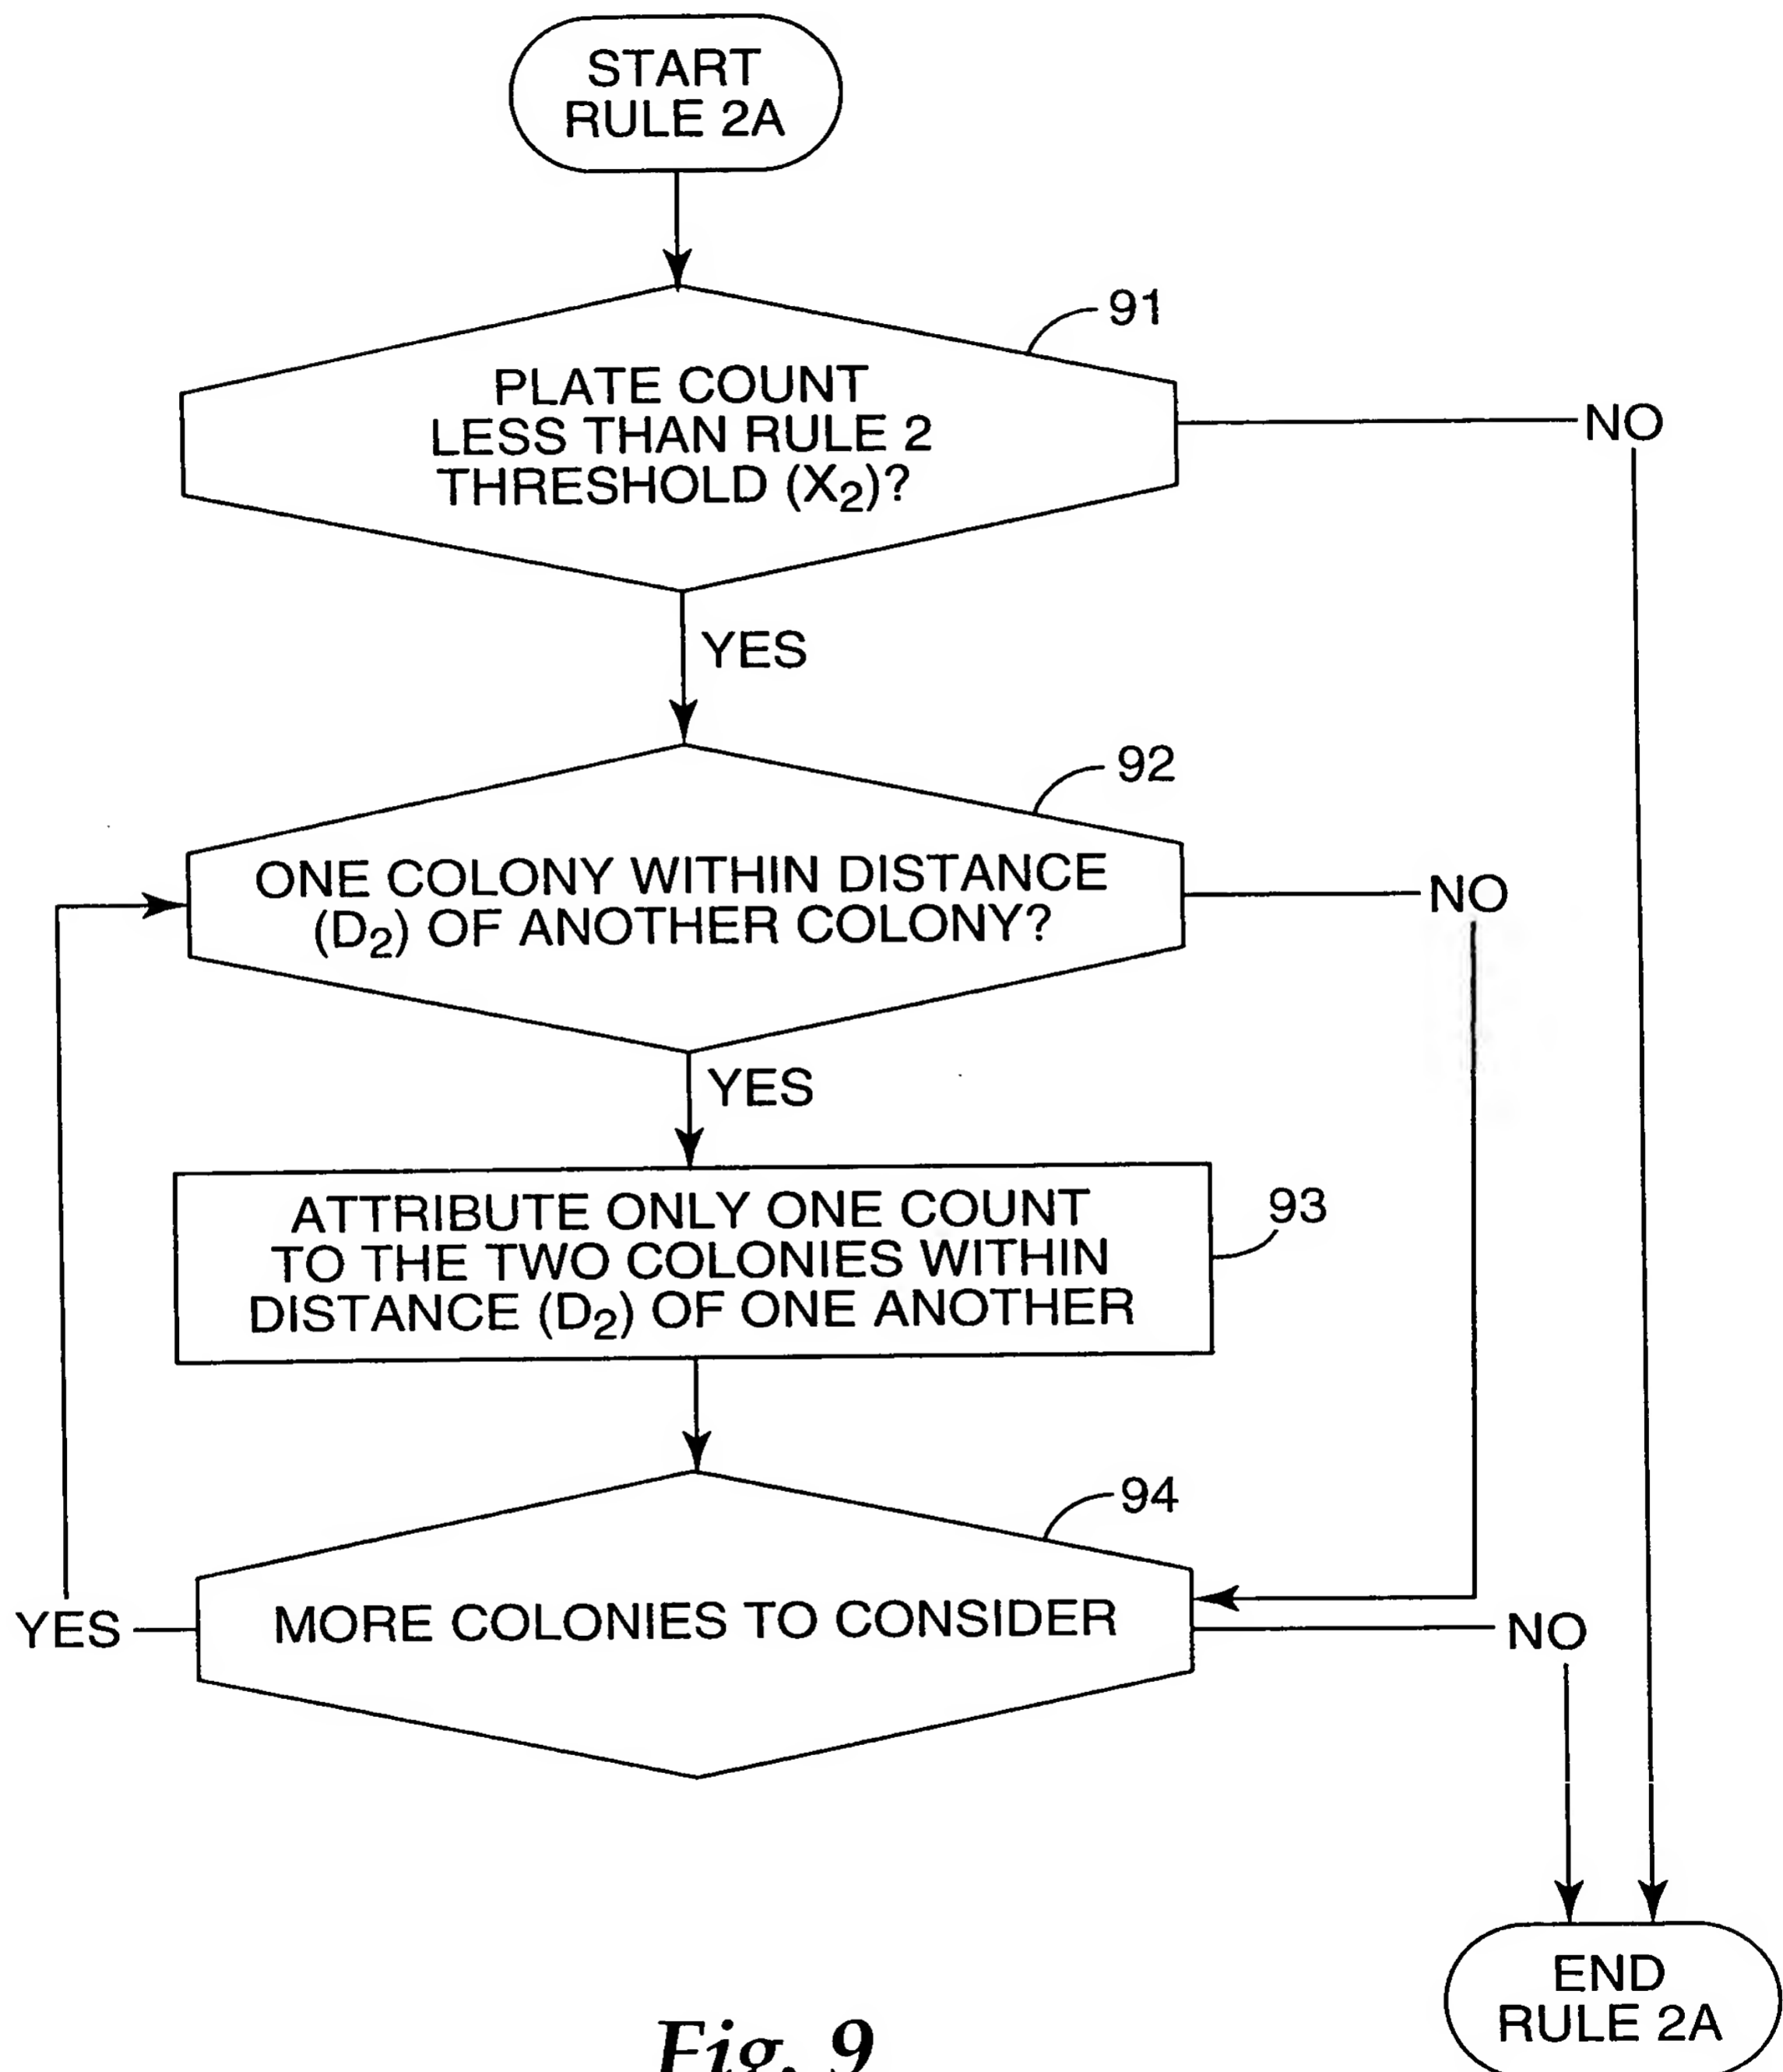 START
RULE 2A
91
PLATE COUNT
LESS THAN RULE 2
THRESHOLD (X₂)?
NO
YES
92
ONE COLONY WITHIN DISTANCE
(D₂) OF ANOTHER COLONY?
NO
YES
93
ATTRIBUTE ONLY ONE COUNT
TO THE TWO COLONIES WITHIN
DISTANCE (D₂) OF ONE ANOTHER
94
MORE COLONIES TO CONSIDER
YES
NO
END
RULE 2A
Fig. 9